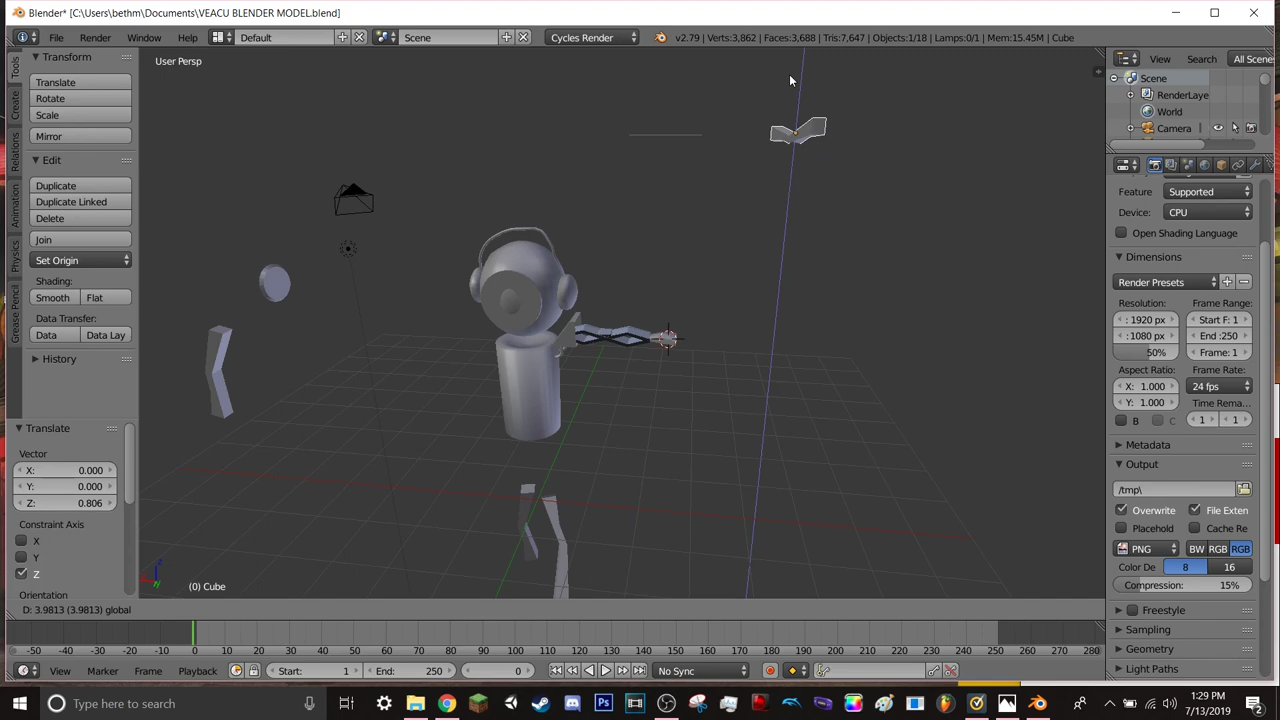 Blender* [C:\Users\bethm\Documents\VEACU BLENDER MODEL.blend]
File Render Window Help Default Scene Cycles Render v2.79 | Verts:3,862 | Faces:3,688 | Tris:7,647 | Objects:1/18 | Lamps:0/1 | Mem:15.45M | Cube
Tools
Create
Relations
Animation
Physics
Grease Pencil
Transform
Translate
Rotate
Scale
Mirror
Edit
Duplicate
Duplicate Linked
Delete
Join
Set Origin
Shading:
Smooth Flat
Data Transfer:
Data Data Lay
History
Translate
Vector
X: 0.000
Y: 0.000
Z: 0.806
Constraint Axis
X
Y
Z
Orientation
User Persp
(0) Cube
D: 3.9813 (3.9813) global
View Search All Scene
Scene
RenderLaye
World
Camera
Feature Supported
Device: CPU
Open Shading Language
Dimensions
Render Presets
Resolution: Frame Range:
: 1920 px Start F: 1
: 1080 px End :250
50% Frame: 1
Aspect Ratio: Frame Rate:
X: 1.000 24 fps
Y: 1.000 Time Rema...
B C 1 1
Metadata
Output
/tmp\
Overwrite File Exten
Placehold Cache Re
PNG BW RGB RGB
Color De 8 16
Compression: 15%
Freestyle
Sampling
Geometry
Light Paths
-50 -40 -30 -20 -10 0 10 20 30 40 50 60 70 80 90 100 110 120 130 140 150 160 170 180 190 200 210 220 230 240 250 260 270 280
View Marker Frame Playback Start: 1 End: 250 0 No Sync
Type here to search
1:29 PM
7/13/2019
2